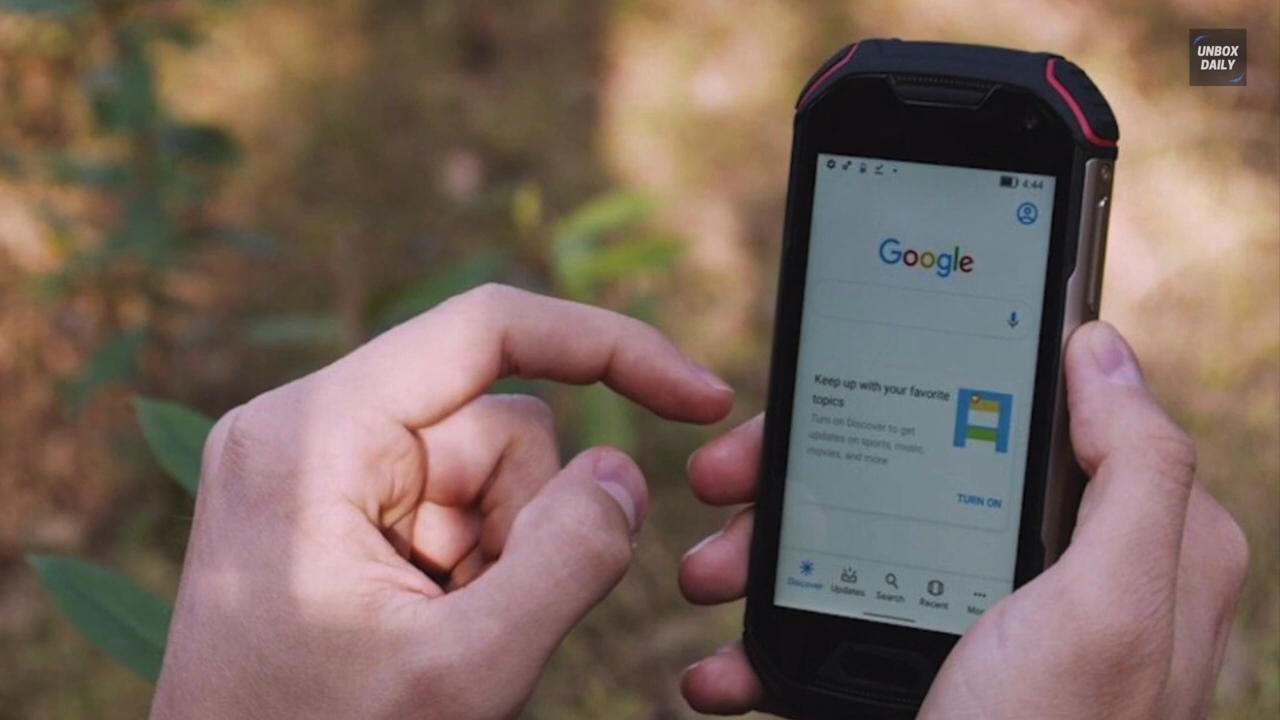 UNBOX
DAILY
4:44
Google
Keep up with your favorite
topics
Turn on Discover to get
updates on sports, music,
movies, and more
TURN ON
Discover
Updates
Search
Recent